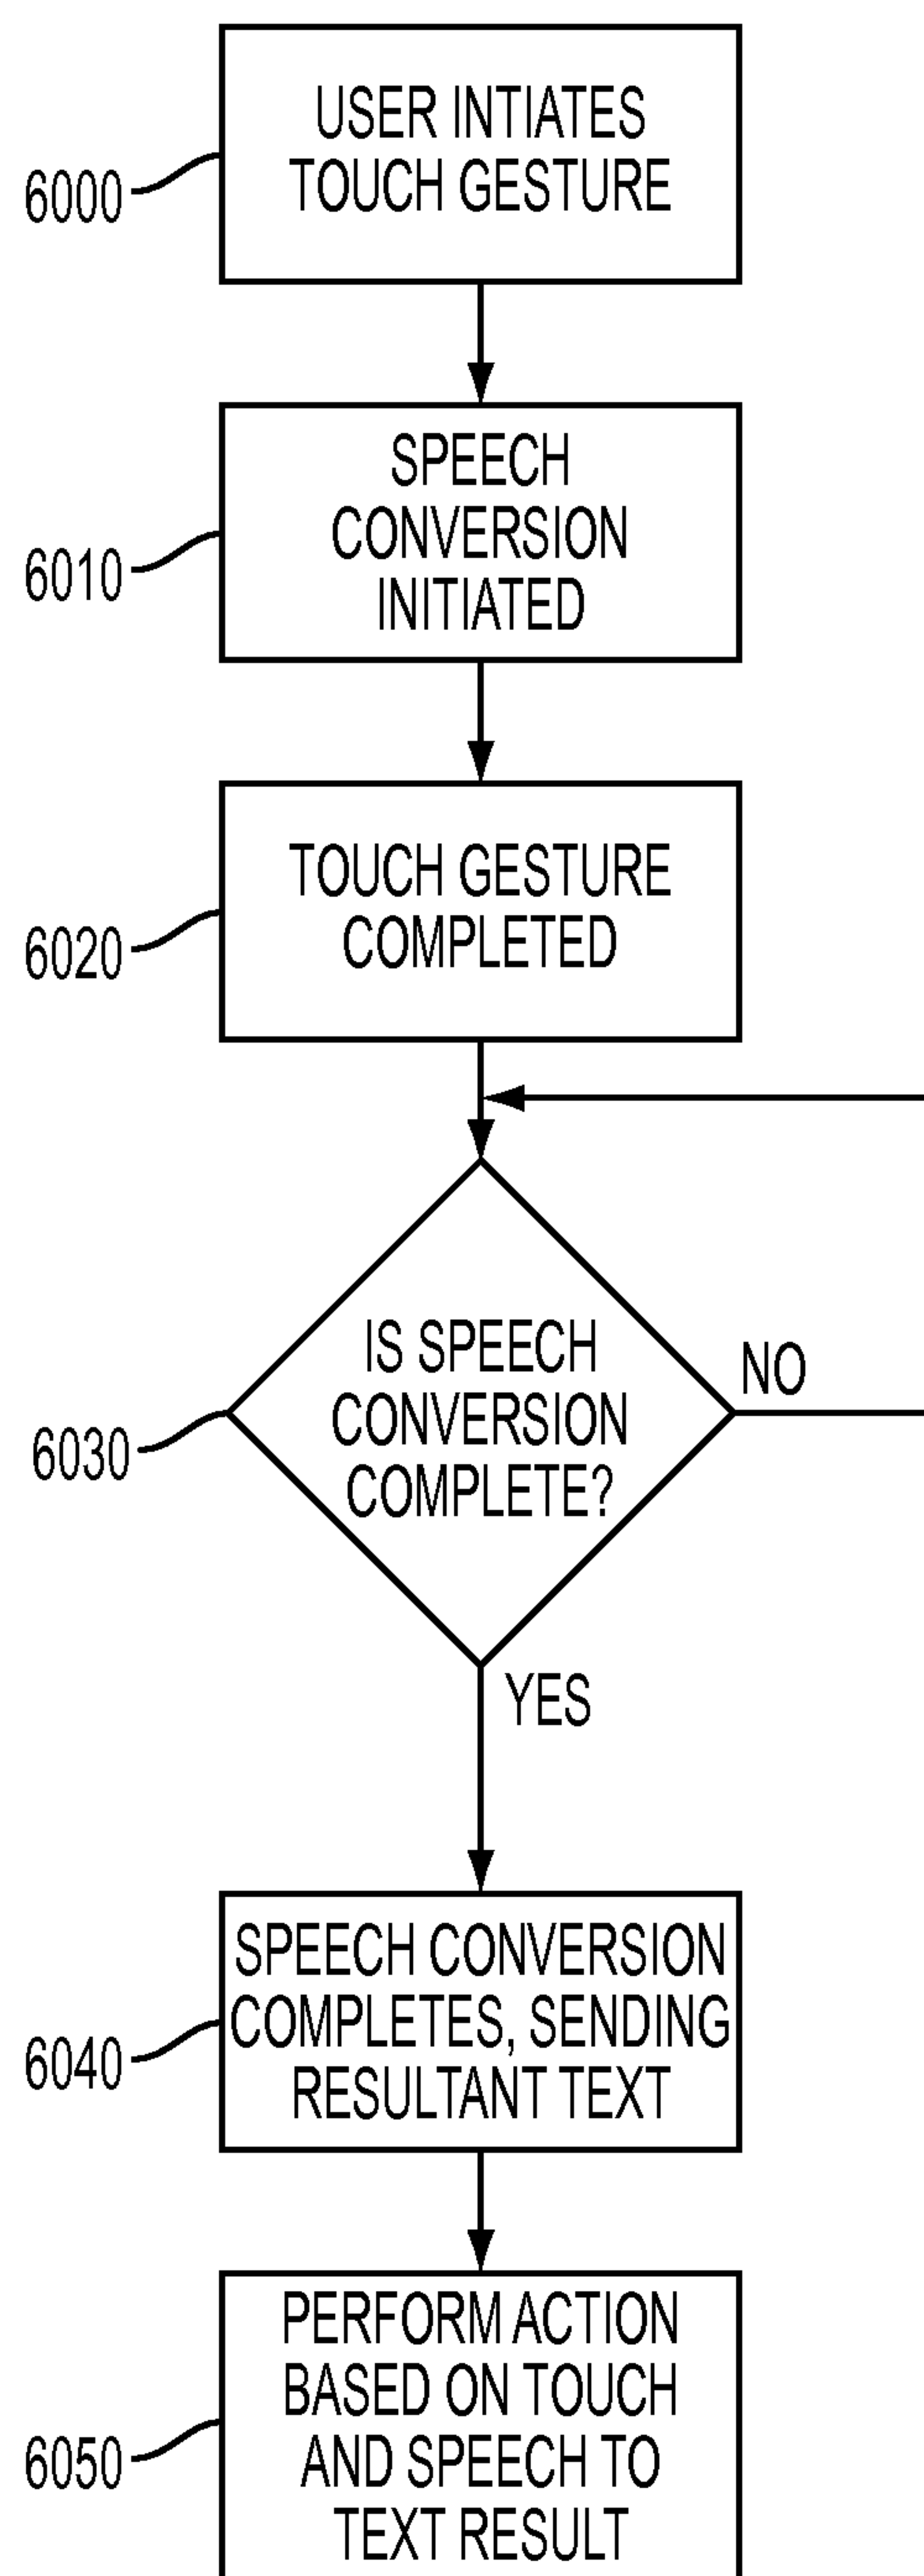 USER INTIATES
TOUCH GESTURE
6000
SPEECH
CONVERSION
INITIATED
6010
TOUCH GESTURE
COMPLETED
6020
IS SPEECH
CONVERSION
COMPLETE?
NO
6030
YES
SPEECH CONVERSION
COMPLETES, SENDING
RESULTANT TEXT
6040
PERFORM ACTION
BASED ON TOUCH
AND SPEECH TO
TEXT RESULT
6050